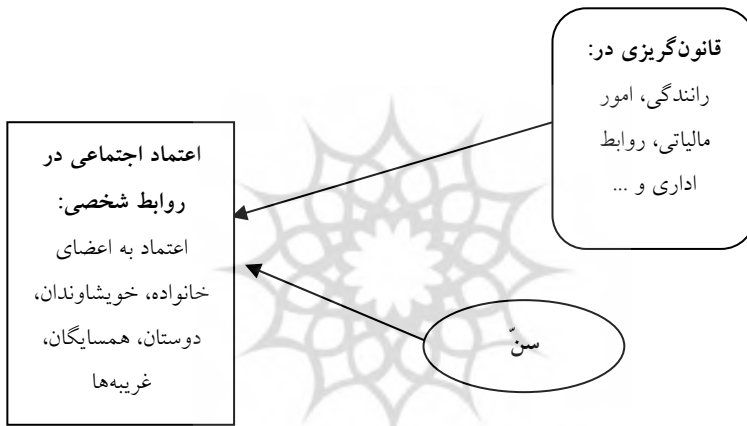 قانون‌گریزی در:
رانندگی، امور
مالیاتی، روابط
اداری و ...
اعتماد اجتماعی در
روابط شخصی:
اعتماد به اعضای
خانواده، خویشاوندان،
دوستان، همسایگان،
غریبه‌ها
سنّ